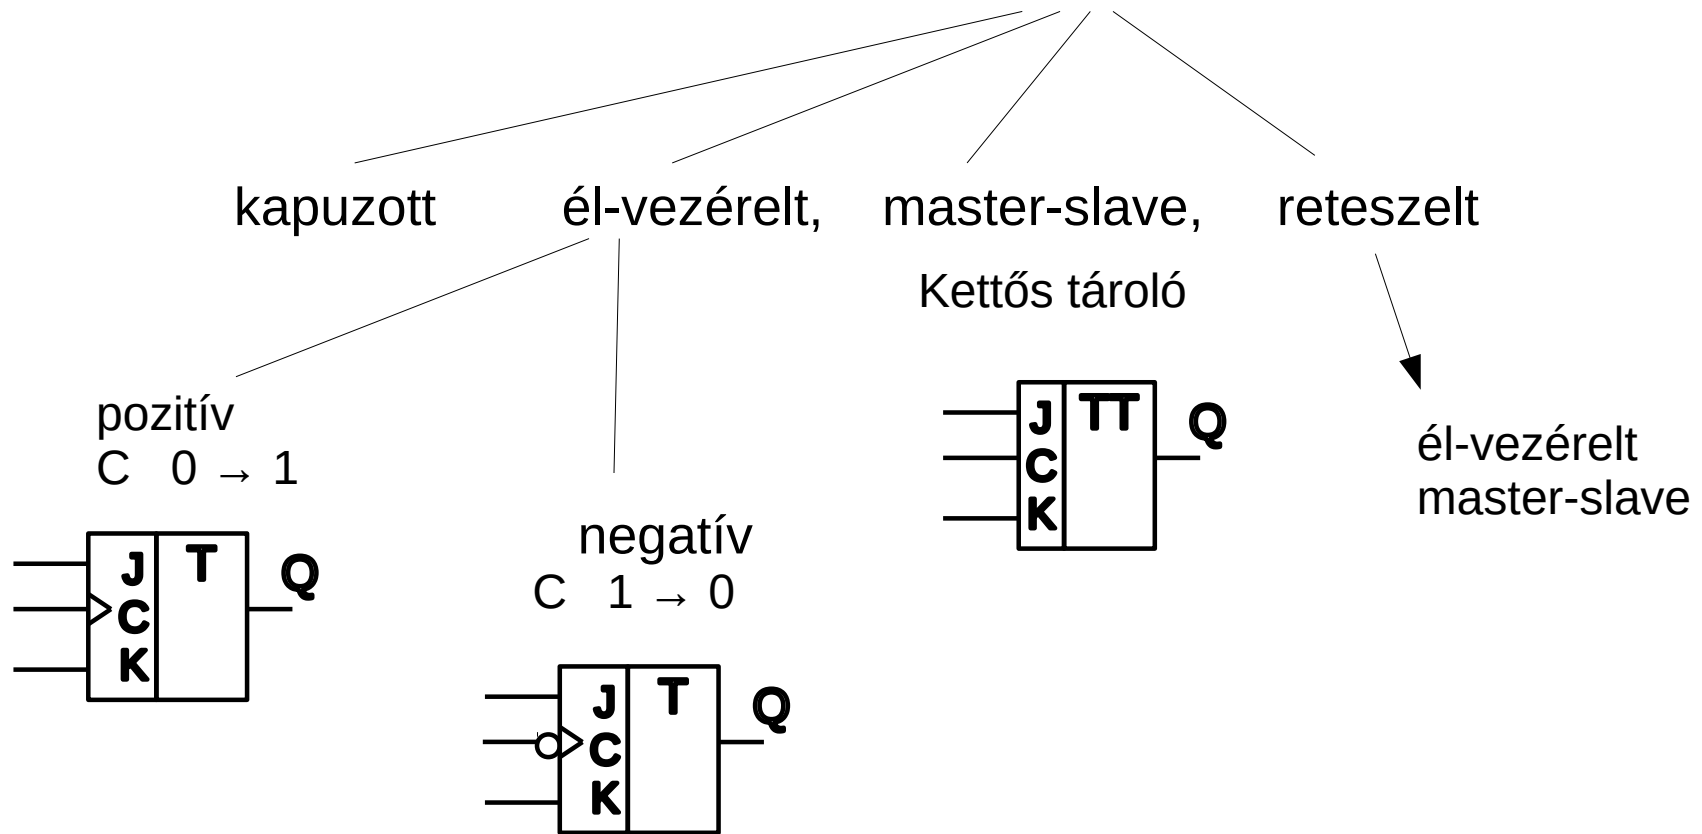 kapuzott él-vezérelt, master-slave, reteszelt
Kettős tároló
pozitív
C 0 → 1
J T Q
C
K
negatív
C 1 → 0
J T Q
C
K
J TT Q
C
K
él-vezérelt
master-slave